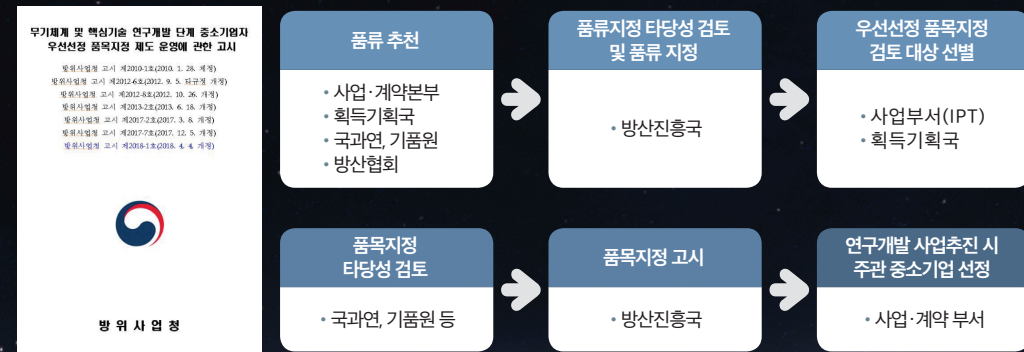 무기체계 및 핵심기술 연구개발 단계 중소기업자
우선선정 품목지정 제도 운영에 관한 고시
방위사업청 고시 제2010-1호(2010. 1. 28. 제정)
방위사업청 고시 제2012-6호(2012. 9. 5. 타규정 개정)
방위사업청 고시 제2012-8호(2012. 10. 26. 개정)
방위사업청 고시 제2013-2호(2013. 6. 18. 개정)
방위사업청 고시 제2017-2호(2017. 3. 8. 개정)
방위사업청 고시 제2017-7호(2017. 12. 5. 개정)
방위사업청 고시 제2018-1호(2018. 4. 4. 개정)
방 위 사 업 청
품류 추천
• 사업·계약본부
• 획득기획국
• 국과연, 기품원
• 방산협회
품류지정 타당성 검토
및 품류 지정
• 방산진흥국
우선선정 품목지정
검토 대상 선별
• 사업부서(IPT)
• 획득기획국
품목지정
타당성 검토
• 국과연, 기품원 등
품목지정 고시
• 방산진흥국
연구개발 사업추진 시
주관 중소기업 선정
• 사업·계약 부서